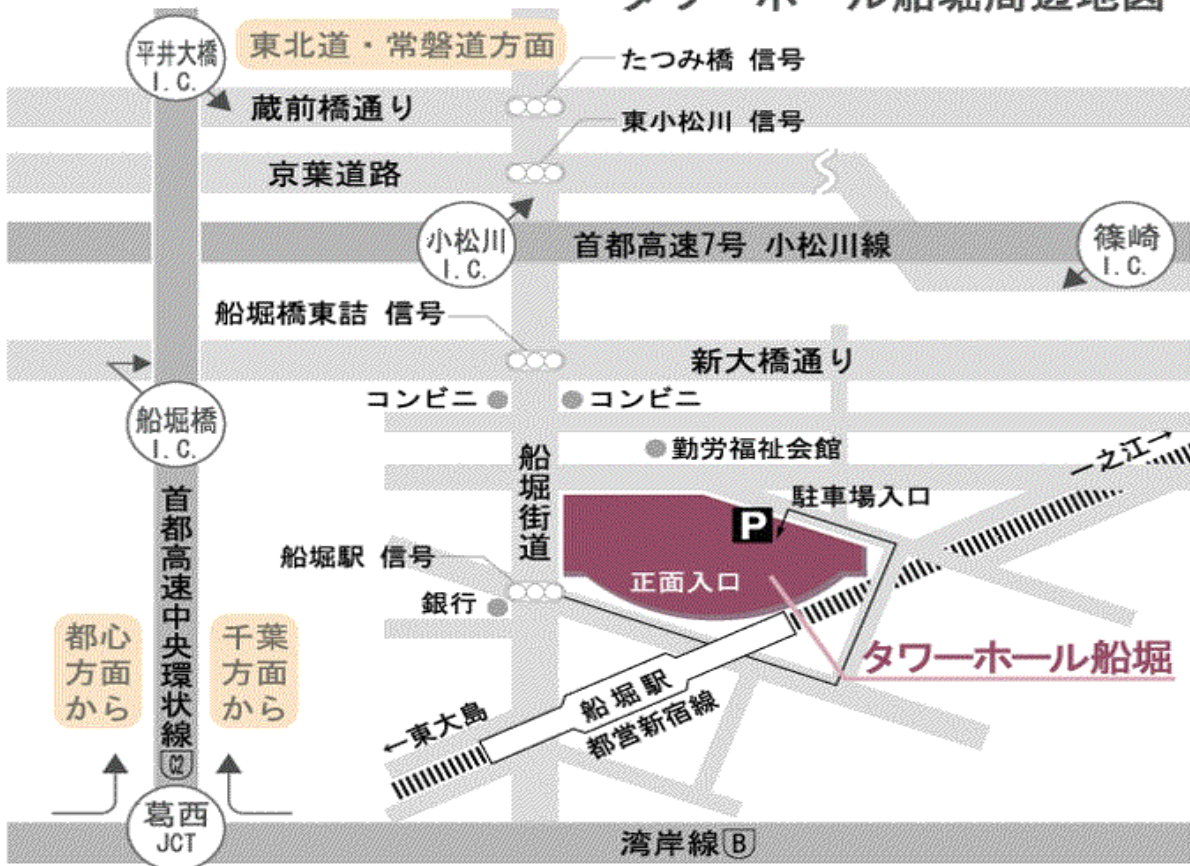 タワーホール船堀周辺地図
平井大橋
I.C.
東北道・常磐道方面
たつみ橋 信号
蔵前橋通り
東小松川 信号
京葉道路
小松川
I.C.
首都高速7号 小松川線
篠崎
I.C.
船堀橋東詰 信号
新大橋通り
コンビニ
コンビニ
船堀橋
I.C.
勤労福祉会館
一之江→
船堀街道
駐車場入口
P
首都高速中央環状線
C2
船堀駅 信号
正面入口
銀行
都心
方面
から
千葉
方面
から
タワーホール船堀
船堀駅
都営新宿線
←東大島
葛西
JCT
湾岸線 B